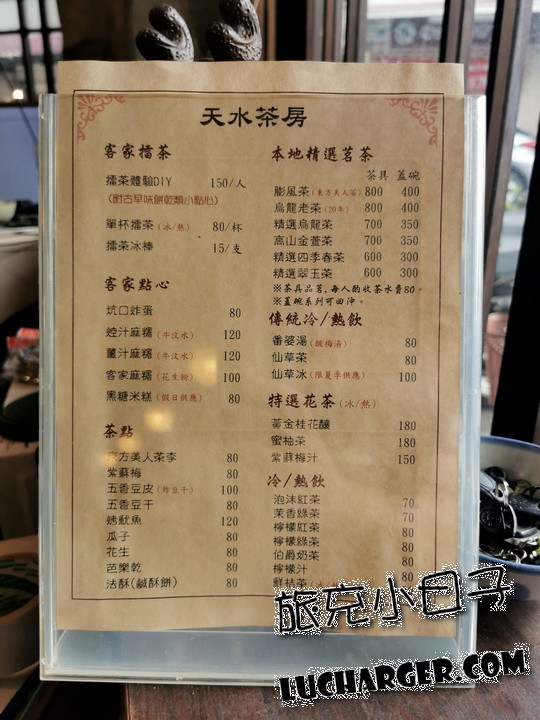 天水茶房
客家擂茶
擂茶體驗DIY 150/人
(附古早味餅乾類小點心)
單杯擂茶(冰/熱) 80/杯
擂茶冰棒 15/支
客家點心
坑口炸蛋 80
焢汁麻糬(牛汶水) 120
薑汁麻糬(牛汶水) 120
客家麻糬(花生粉) 100
黑糖米糕(假日供應) 80
茶點
東方美人茶李 80
紫蘇梅 80
五香豆皮(炸豆干) 100
五香豆干 80
魷魚 120
瓜子 80
花生 80
芭樂乾 80
法酥(鹹酥餅) 80
本地精選茗茶
茶具 蓋碗
膨風茶(東方美人茶) 800 400
烏龍老茶(20年) 800 400
精選烏龍茶 700 350
高山金萱茶 700 350
精選四季春茶 600 300
精選翠玉茶 600 300
※茶具品茗,每人酌收茶水費80。
※蓋碗系列可回沖。
傳統冷/熱飲
番婆湯(酸梅湯) 80
仙草茶 80
仙草冰(限夏季供應) 100
特選花茶(冰/熱)
黃金桂花釀 180
蜜柚茶 180
紫蘇梅汁 150
冷/熱飲
泡沫紅茶 70
茉香綠茶 70
檸檬紅茶 80
檸檬綠茶 80
伯爵奶茶 80
檸檬汁 80
鮮桔茶 80
旅充小日子
LUCHARGER.COM